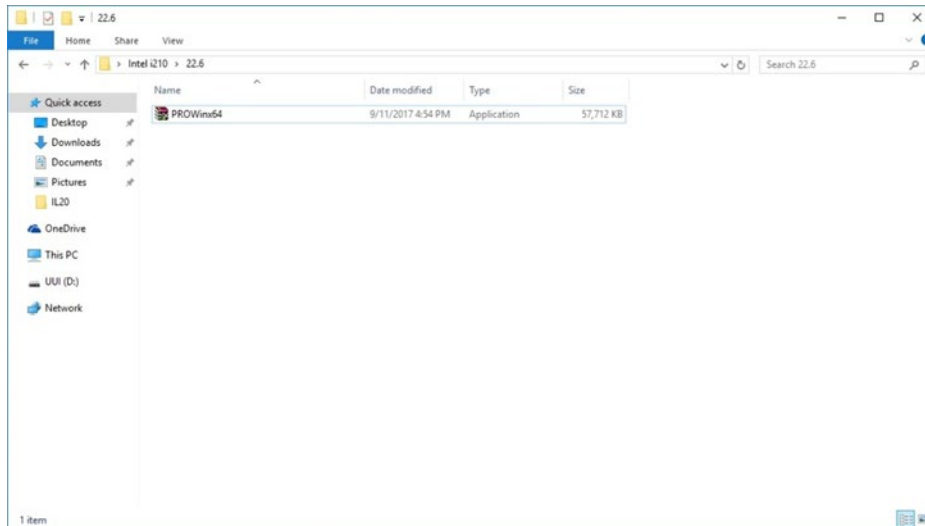 22.6
File Home Share View
Intel i210 > 22.6
Search 22.6
Name Date modified Type Size
PROWinx64 9/11/2017 4:54 PM Application 57,712 KB
Quick access
Desktop
Downloads
Documents
Pictures
IL20
OneDrive
This PC
UUI (D:)
Network
1 item